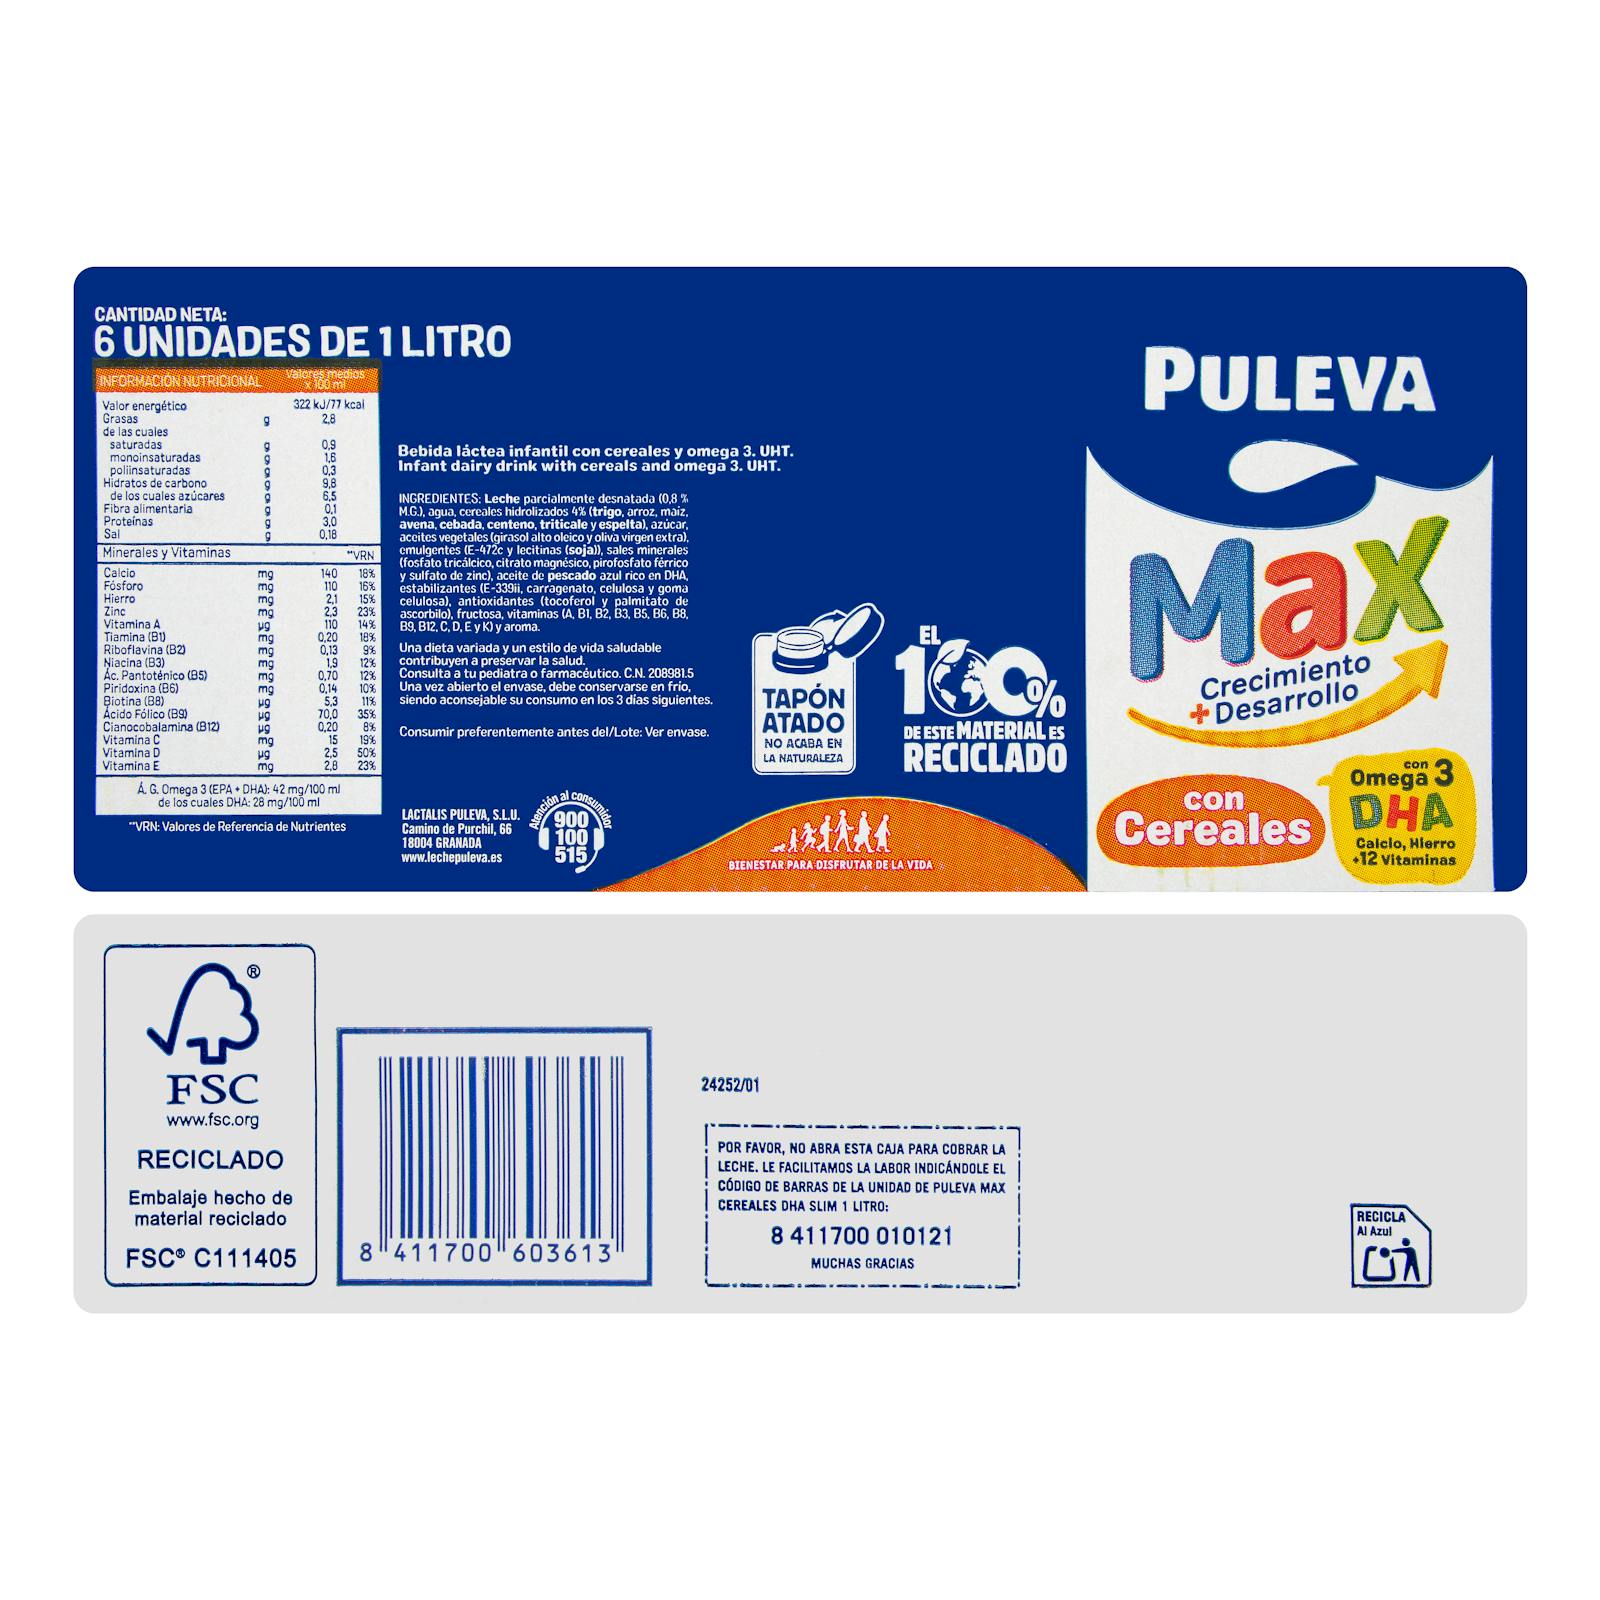 CANTIDAD NETA:
6 UNIDADES DE 1 LITRO
INFORMACIÓN NUTRICIONAL Valores medios x 100 ml
Valor energético 322 kJ/77 kcal
Grasas g 2,8
de las cuales
saturadas g 0,9
monoinsaturadas g 1,6
poliinsaturadas g 0,3
Hidratos de carbono g 9,8
de los cuales azúcares g 6,5
Fibra alimentaria g 0,1
Proteínas g 3,0
Sal g 0,18
Minerales y Vitaminas **VRN
Calcio mg 140 18%
Fósforo mg 110 16%
Hierro mg 2,1 15%
Zinc mg 2,3 23%
Vitamina A µg 110 14%
Tiamina (B1) mg 0,20 18%
Riboflavina (B2) mg 0,13 9%
Niacina (B3) mg 1,9 12%
Ác. Pantoténico (B5) mg 0,70 12%
Piridoxina (B6) mg 0,14 10%
Biotina (B8) µg 5,3 11%
Ácido Fólico (B9) µg 70,0 35%
Cianocobalamina (B12) µg 0,20 8%
Vitamina C mg 15 19%
Vitamina D µg 2,5 50%
Vitamina E mg 2,8 23%
Á. G. Omega 3 (EPA + DHA): 42 mg/100 ml
de los cuales DHA: 28 mg/100 ml
**VRN: Valores de Referencia de Nutrientes
Bebida láctea infantil con cereales y omega 3. UHT.
Infant dairy drink with cereals and omega 3. UHT.
INGREDIENTES: Leche parcialmente desnatada (0,8 %
M.G.), agua, cereales hidrolizados 4% (trigo, arroz, maíz,
avena, cebada, centeno, triticale y espelta), azúcar,
aceites vegetales (girasol alto oleico y oliva virgen extra),
emulgentes (E-472c y lecitinas (soja)), sales minerales
(fosfato tricálcico, citrato magnésico, pirofosfato férrico
y sulfato de zinc), aceite de pescado azul rico en DHA,
estabilizantes (E-339ii, carragenato, celulosa y goma
celulosa), antioxidantes (tocoferol y palmitato de
ascorbilo), fructosa, vitaminas (A, B1, B2, B3, B5, B6, B8,
B9, B12, C, D, E y K) y aroma.
Una dieta variada y un estilo de vida saludable
contribuyen a preservar la salud.
Consulta a tu pediatra o farmacéutico. C.N. 208981.5
Una vez abierto el envase, debe conservarse en frío,
siendo aconsejable su consumo en los 3 días siguientes.
Consumir preferentemente antes del/Lote: Ver envase.
LACTALIS PULEVA, S.L.U.
Camino de Purchil, 66
18004 GRANADA
www.lechepuleva.es
Atención al consumidor
900
100
515
TAPÓN
ATADO
NO ACABA EN
LA NATURALEZA
EL
100%
DE ESTE MATERIAL ES
RECICLADO
BIENESTAR PARA DISFRUTAR DE LA VIDA
PULEVA
Max
Crecimiento
+Desarrollo
con
Cereales
con
Omega 3
DHA
Calcio, Hierro
+12 Vitaminas
®
FSC
www.fsc.org
RECICLADO
Embalaje hecho de
material reciclado
FSC® C111405
8 411700 603613
24252/01
POR FAVOR, NO ABRA ESTA CAJA PARA COBRAR LA
LECHE. LE FACILITAMOS LA LABOR INDICÁNDOLE EL
CÓDIGO DE BARRAS DE LA UNIDAD DE PULEVA MAX
CEREALES DHA SLIM 1 LITRO:
8 411700 010121
MUCHAS GRACIAS
RECICLA
Al Azul